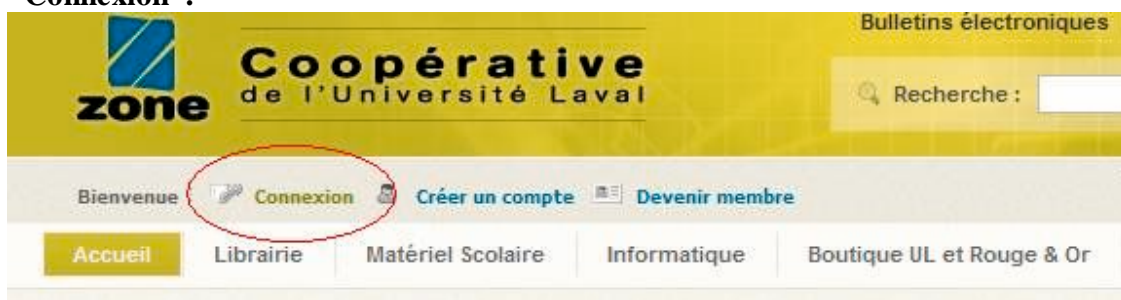 Connexion :
Bulletins électroniques
zone
Coopérative
de l'Université Laval
Recherche :
Bienvenue Connexion Créer un compte Devenir membre
Accueil Librairie Matériel Scolaire Informatique Boutique UL et Rouge & Or